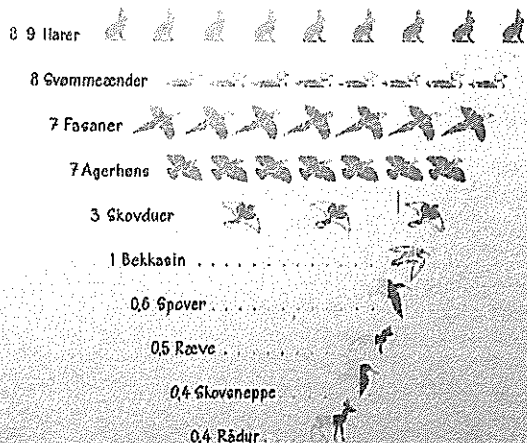 8 9 Harer
8 Svømmeænder
7 Fasaner
7 Agerhøns
3 Skovduer
1 Bekkasin . . . . . . . . . . . . . .
0,6 Spover
0,5 Ræve . . . . . . .
0,4 Skovsneppe
0,4 Rådyr . .